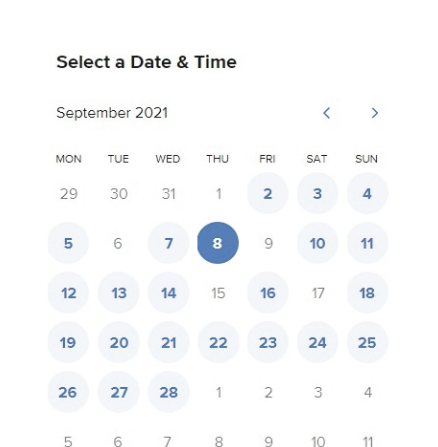 Select a Date & Time
September 2021
MON TUE WED THU FRI SAT SUN
29 30 31 1 2 3 4
5 6 7 8 9 10 11
12 13 14 15 16 17 18
19 20 21 22 23 24 25
26 27 28 1 2 3 4
5 6 7 8 9 10 11